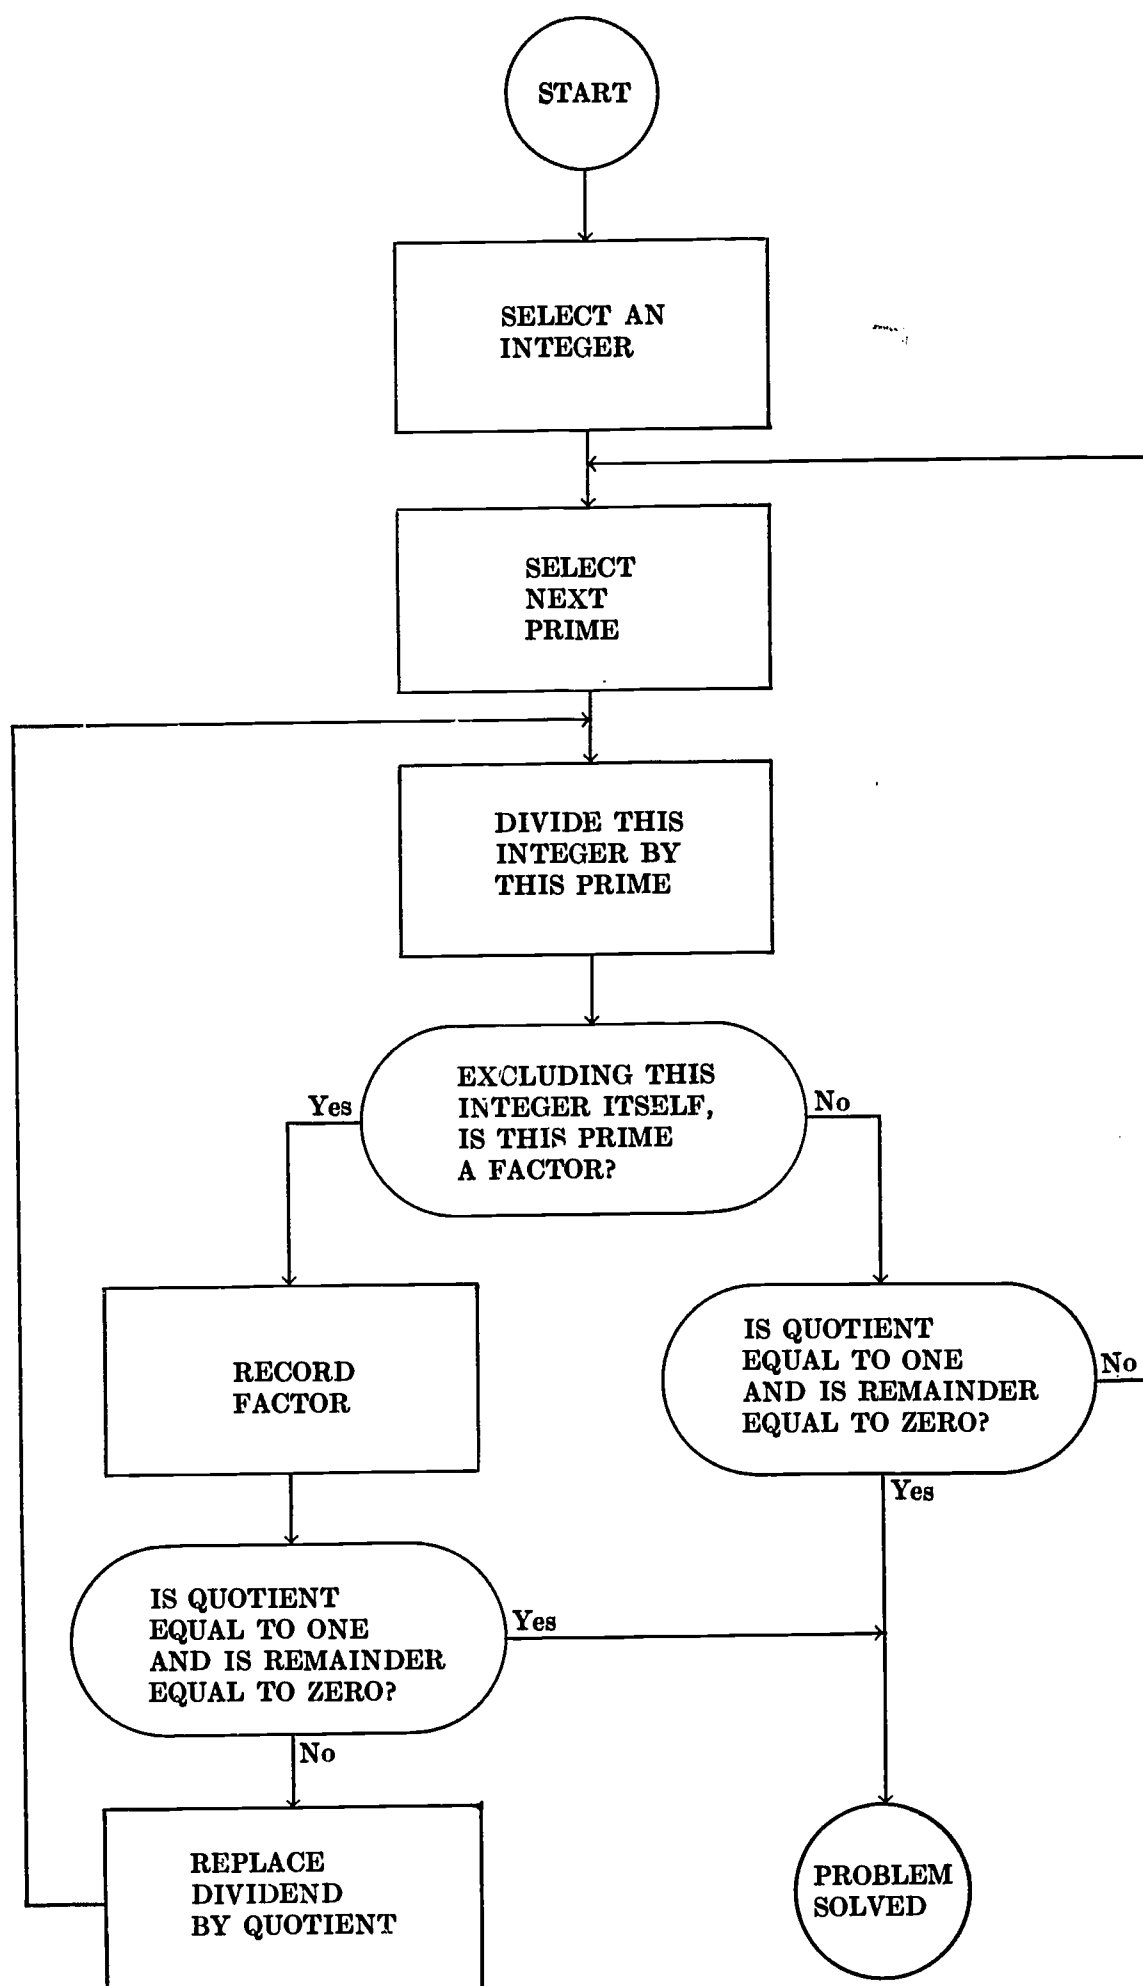 START
SELECT AN
INTEGER
SELECT
NEXT
PRIME
DIVIDE THIS
INTEGER BY
THIS PRIME
EXCLUDING THIS
INTEGER ITSELF,
IS THIS PRIME
A FACTOR?
Yes
No
RECORD
FACTOR
IS QUOTIENT
EQUAL TO ONE
AND IS REMAINDER
EQUAL TO ZERO?
No
Yes
IS QUOTIENT
EQUAL TO ONE
AND IS REMAINDER
EQUAL TO ZERO?
Yes
No
REPLACE
DIVIDEND
BY QUOTIENT
PROBLEM
SOLVED